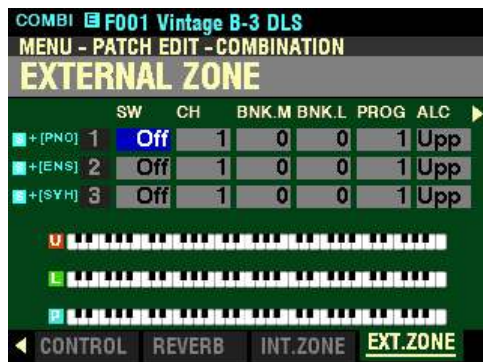 COMBI E F001 Vintage B-3 DLS
MENU - PATCH EDIT - COMBINATION
EXTERNAL ZONE
SW CH BNK.M BNK.L PROG ALC
S +[PNO] 1 Off 1 0 0 1 Upp
S +[ENS] 2 Off 1 0 0 1 Upp
S +[SYH] 3 Off 1 0 0 1 Upp
U
L
P
CONTROL REVERB INT.ZONE EXT.ZONE